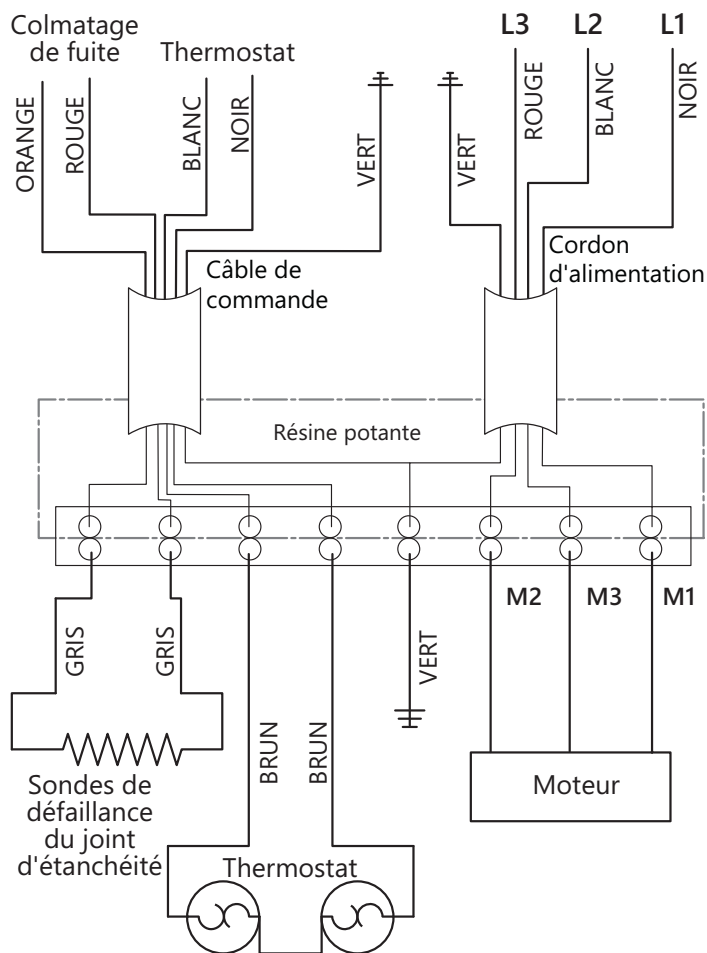 Colmatage
de fuite
Thermostat
L3
L2
L1
ORANGE
ROUGE
BLANC
NOIR
VERT
VERT
ROUGE
BLANC
NOIR
Câble de
commande
Cordon
d'alimentation
Résine potante
M2
M3
M1
GRIS
GRIS
BRUN
BRUN
VERT
Sondes de
défaillance
du joint
d'étanchéité
Thermostat
Moteur